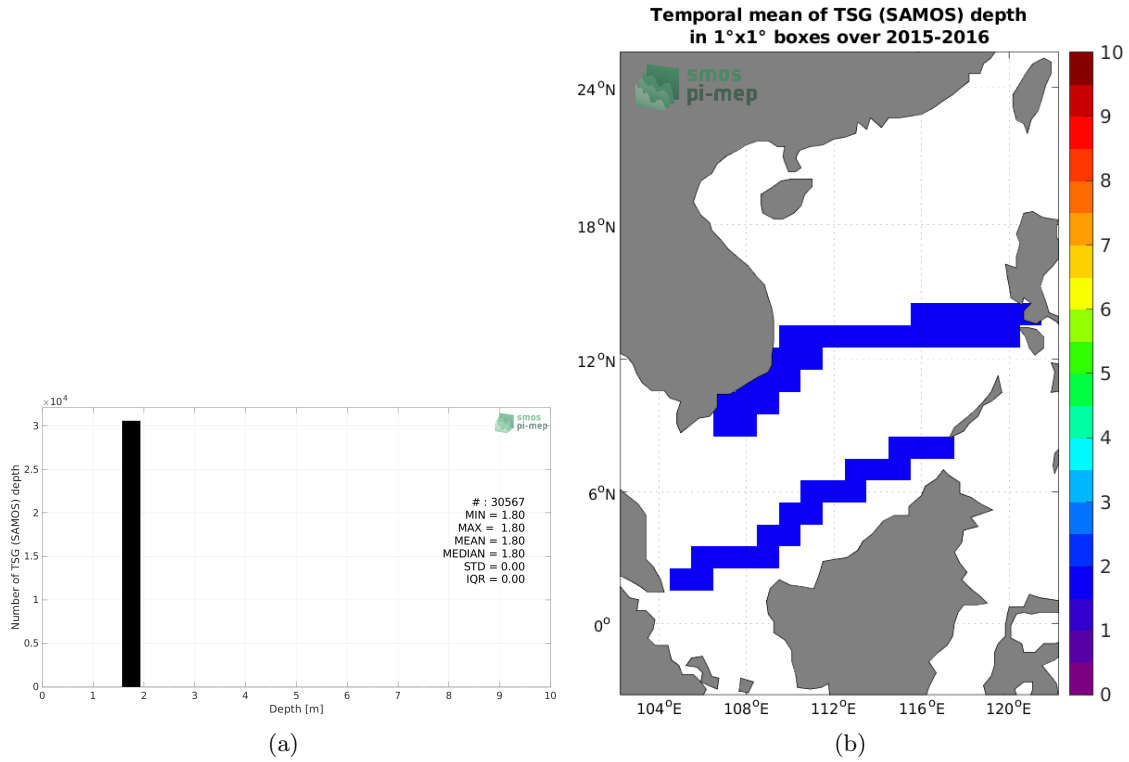 ×10⁴
3
2.5
2
1.5
1
0.5
0
Number of TSG (SAMOS) depth
smos
pi-mep
# : 30567
MIN = 1.80
MAX = 1.80
MEAN = 1.80
MEDIAN = 1.80
STD = 0.00
IQR = 0.00
0 1 2 3 4 5 6 7 8 9 10
Depth [m]
(a)
Temporal mean of TSG (SAMOS) depth
in 1°x1° boxes over 2015-2016
smos
pi-mep
24°N
18°N
12°N
6°N
0°
104°E 108°E 112°E 116°E 120°E
10
9
8
7
6
5
4
3
2
1
0
(b)